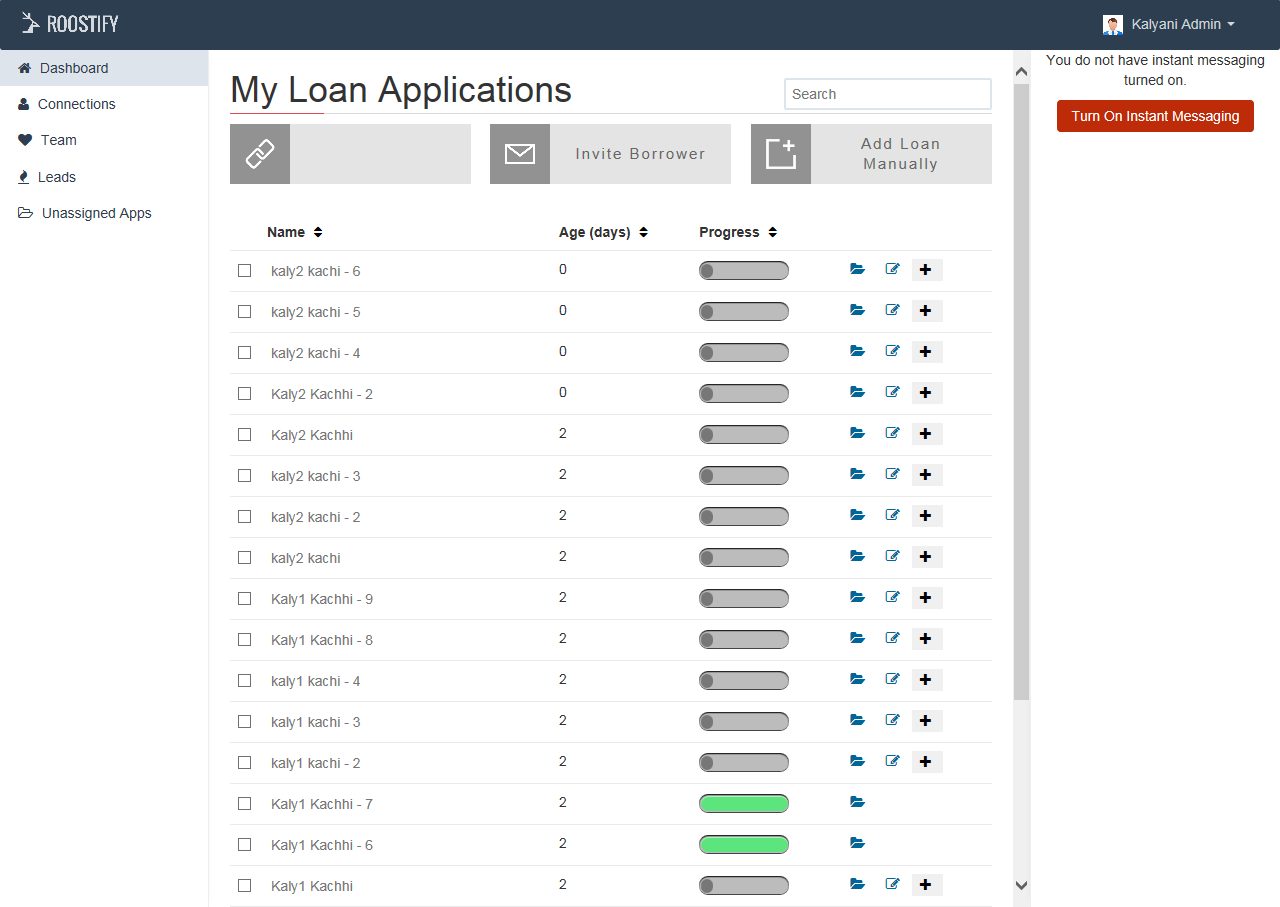 ROOSTIFY
Kalyani Admin
Dashboard
Connections
Team
Leads
Unassigned Apps
My Loan Applications
Search
Invite Borrower
Add Loan
Manually
Name Age (days) Progress
kaly2 kachi - 6 0
kaly2 kachi - 5 0
kaly2 kachi - 4 0
Kaly2 Kachhi - 2 0
Kaly2 Kachhi 2
kaly2 kachi - 3 2
kaly2 kachi - 2 2
kaly2 kachi 2
Kaly1 Kachhi - 9 2
Kaly1 Kachhi - 8 2
kaly1 kachi - 4 2
kaly1 kachi - 3 2
kaly1 kachi - 2 2
Kaly1 Kachhi - 7 2
Kaly1 Kachhi - 6 2
Kaly1 Kachhi 2
You do not have instant messaging
turned on.
Turn On Instant Messaging